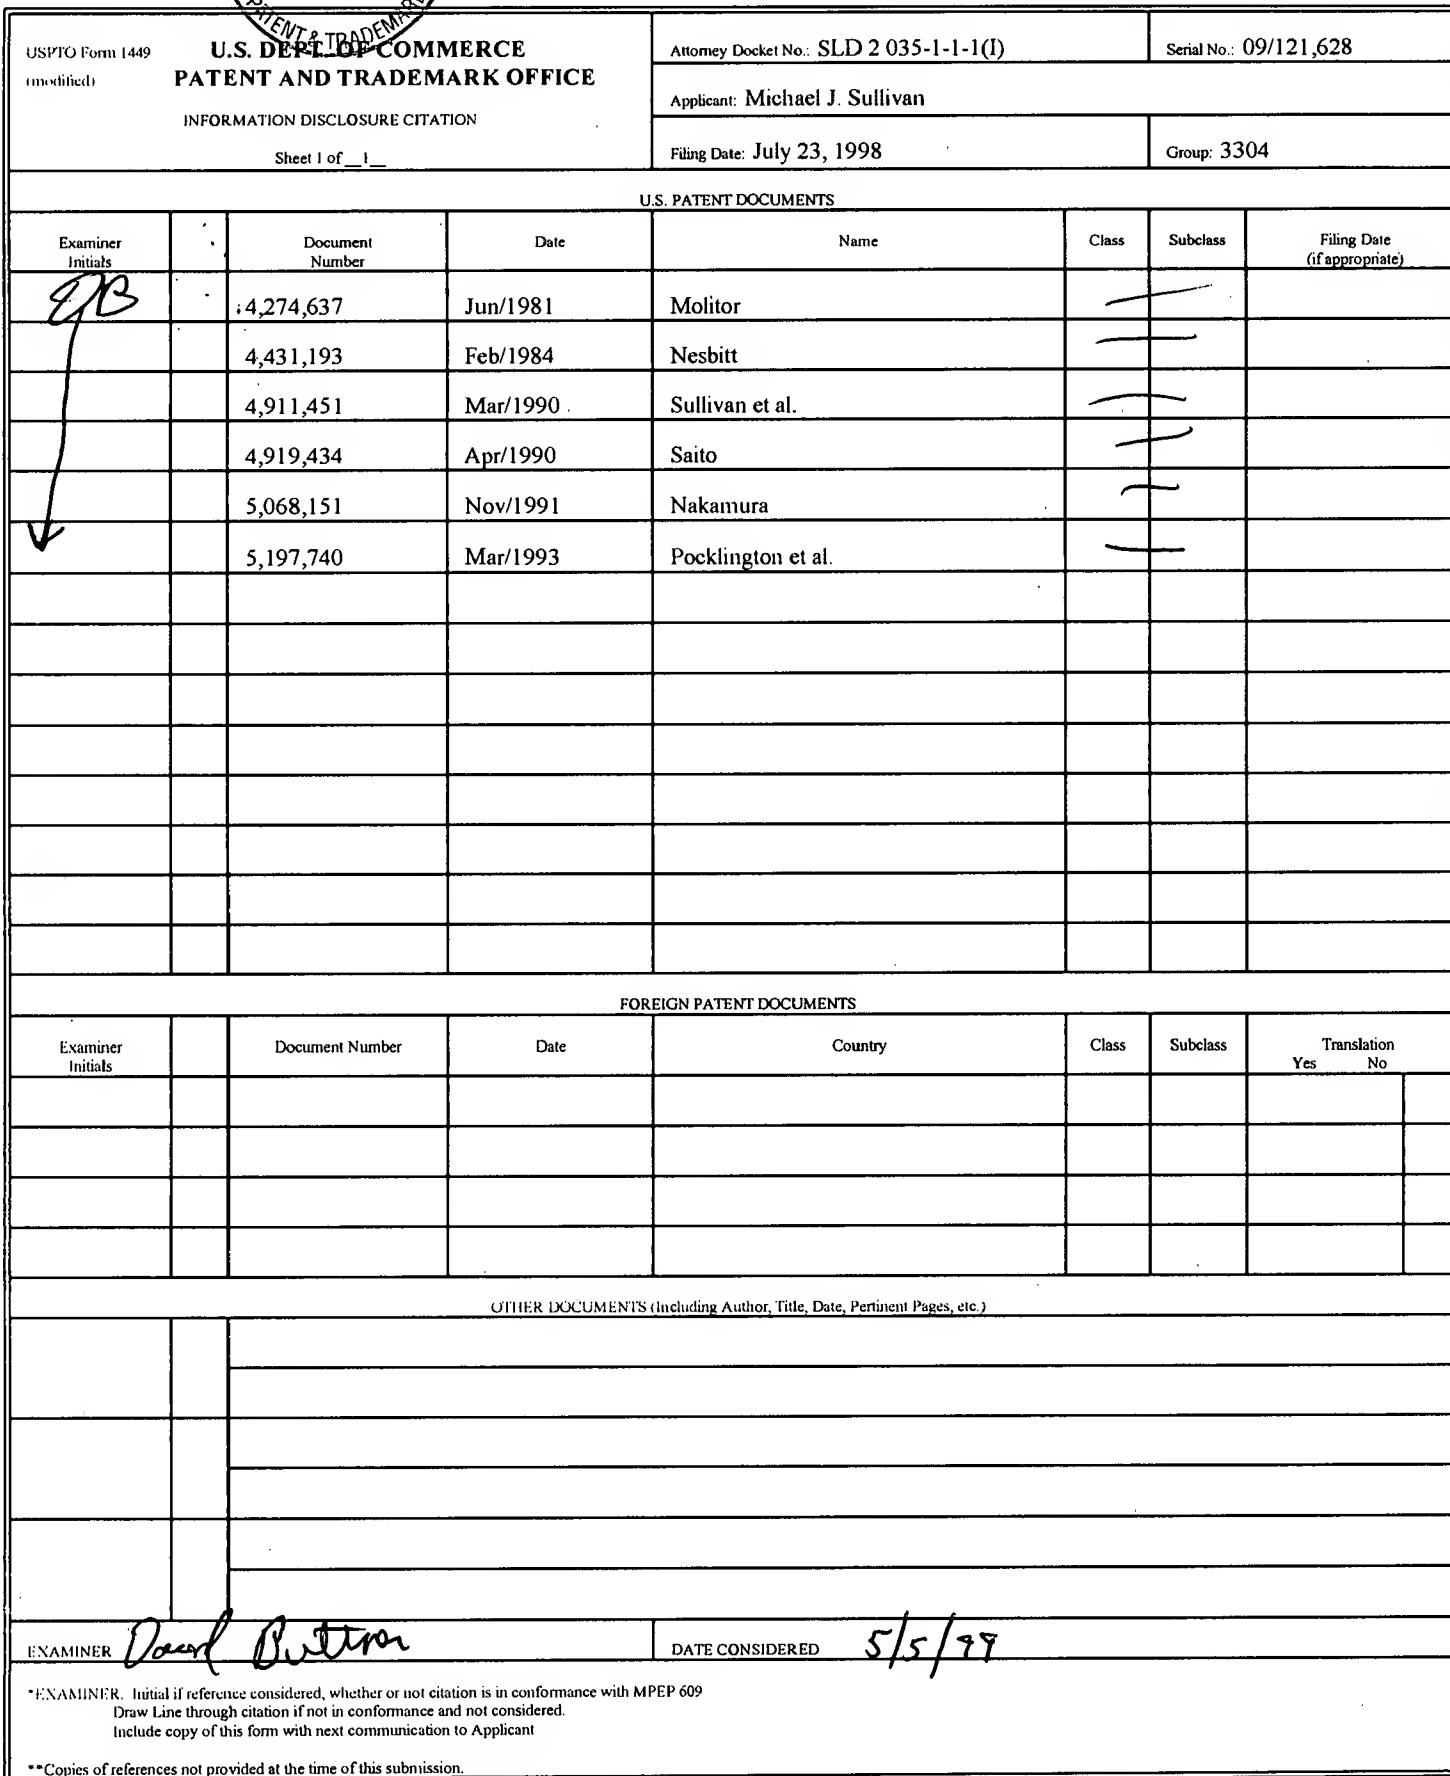 PATENT & TRADEMARK
USPTO Form 1449
(modified)
U.S. DEPT. OF COMMERCE
PATENT AND TRADEMARK OFFICE
INFORMATION DISCLOSURE CITATION
Sheet 1 of __1__
Attorney Docket No.: SLD 2 035-1-1-1(I)
Serial No.: 09/121,628
Applicant: Michael J. Sullivan
Filing Date: July 23, 1998
Group: 3304
U.S. PATENT DOCUMENTS
Examiner Initials
Document Number
Date
Name
Class
Subclass
Filing Date (if appropriate)
4,274,637 Jun/1981 Molitor
4,431,193 Feb/1984 Nesbitt
4,911,451 Mar/1990 Sullivan et al.
4,919,434 Apr/1990 Saito
5,068,151 Nov/1991 Nakamura
5,197,740 Mar/1993 Pocklington et al.
FOREIGN PATENT DOCUMENTS
Examiner Initials
Document Number
Date
Country
Class
Subclass
Translation
Yes No
OTHER DOCUMENTS (Including Author, Title, Date, Pertinent Pages, etc.)
EXAMINER
DATE CONSIDERED 5/5/99
*EXAMINER. Initial if reference considered, whether or not citation is in conformance with MPEP 609
Draw Line through citation if not in conformance and not considered.
Include copy of this form with next communication to Applicant
**Copies of references not provided at the time of this submission.